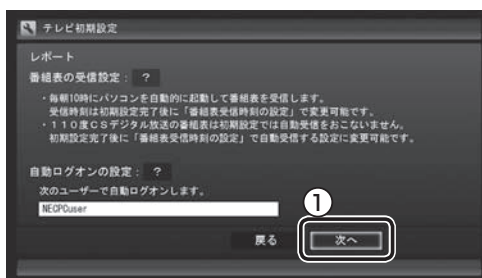 テレビ初期設定
レポート
番組表の受信設定： ?
・毎朝10時にパソコンを自動的に起動して番組表を受信します。
受信時刻は初期設定完了後に「番組表受信時刻の設定」で変更可能です。
・１１０度ＣＳデジタル放送の番組表は初期設定では自動受信をおこないません。
初期設定完了後に「番組表受信時刻の設定」で自動受信する設定に変更可能です。
自動ログオンの設定： ?
次のユーザーで自動ログオンします。
NECPCuser
1
戻る 次へ